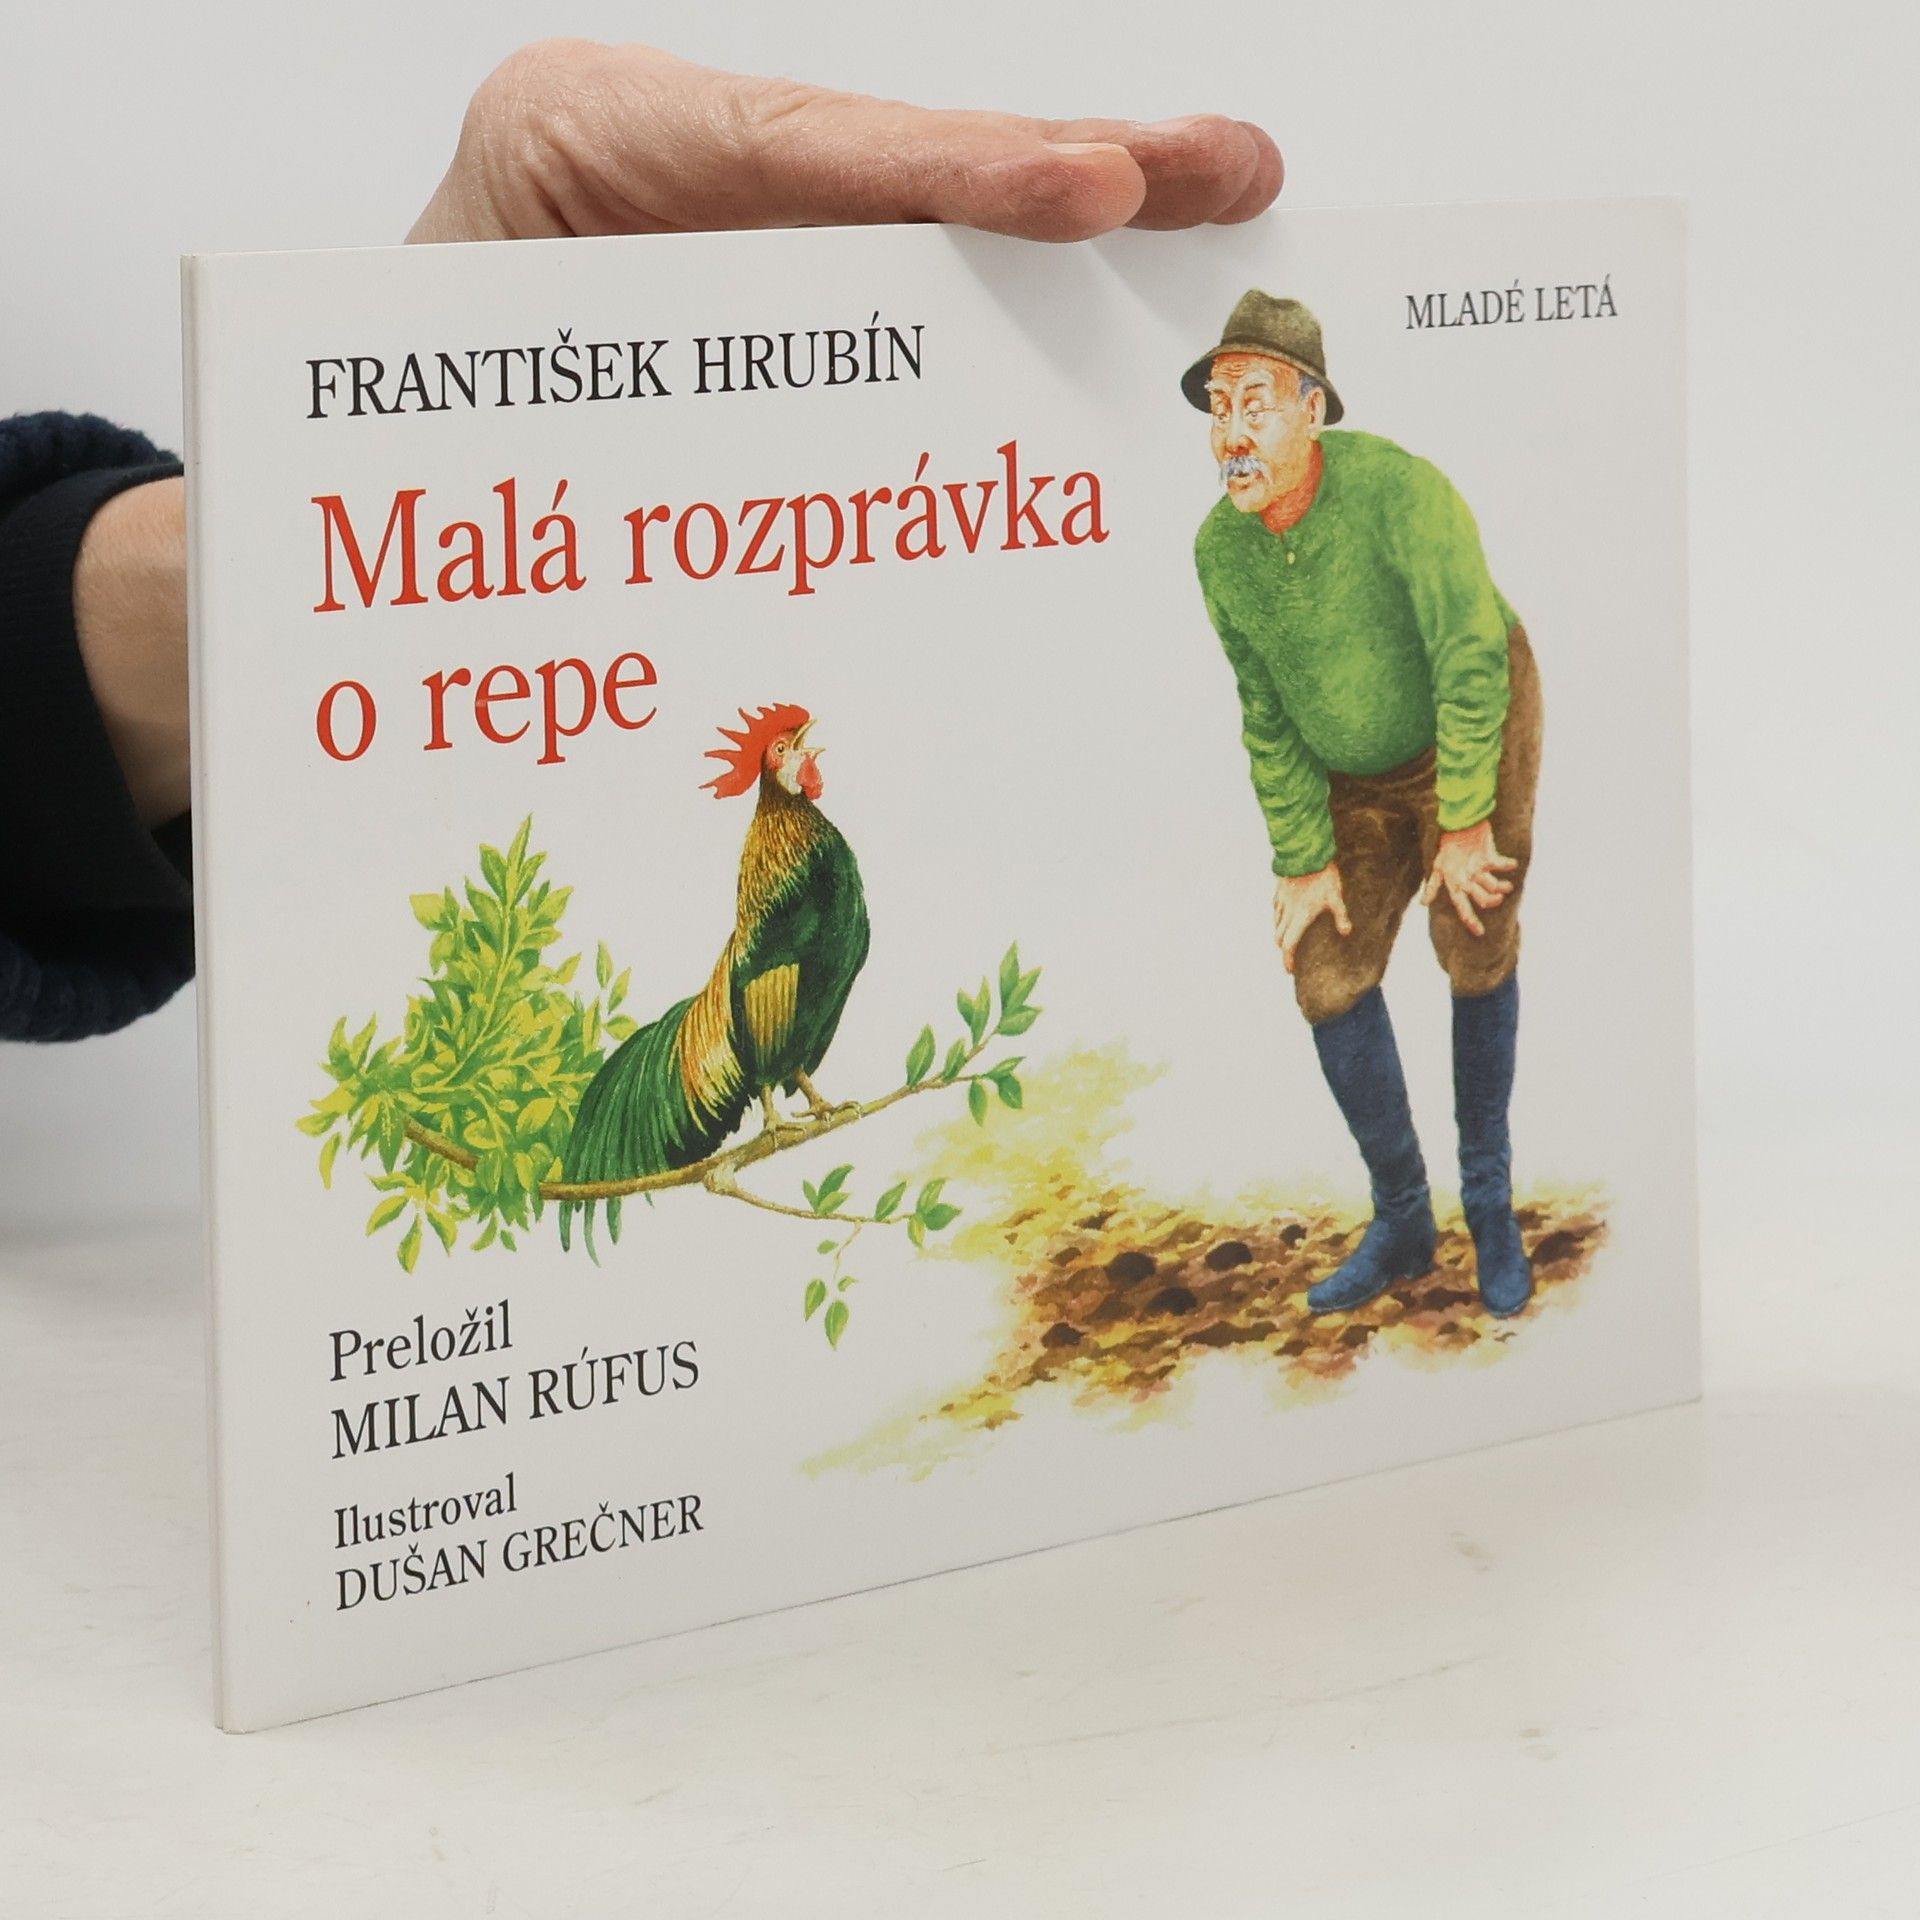 FRANTIŠEK HRUBÍN
MLADÉ LETÁ
Malá rozprávka
o repe
Preložil
MILAN RÚFUS
Ilustroval
DUŠAN GREČNER